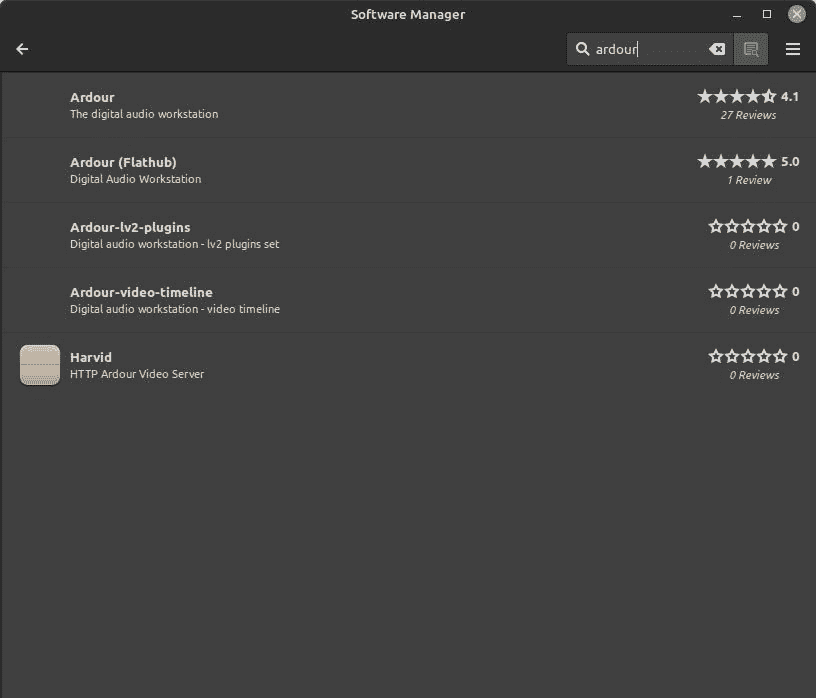 Software Manager
ardour
Ardour
4.1
The digital audio workstation
27 Reviews
Ardour (Flathub)
5.0
Digital Audio Workstation
1 Review
Ardour-lv2-plugins
0
Digital audio workstation - lv2 plugins set
0 Reviews
Ardour-video-timeline
0
Digital audio workstation - video timeline
0 Reviews
Harvid
0
HTTP Ardour Video Server
0 Reviews